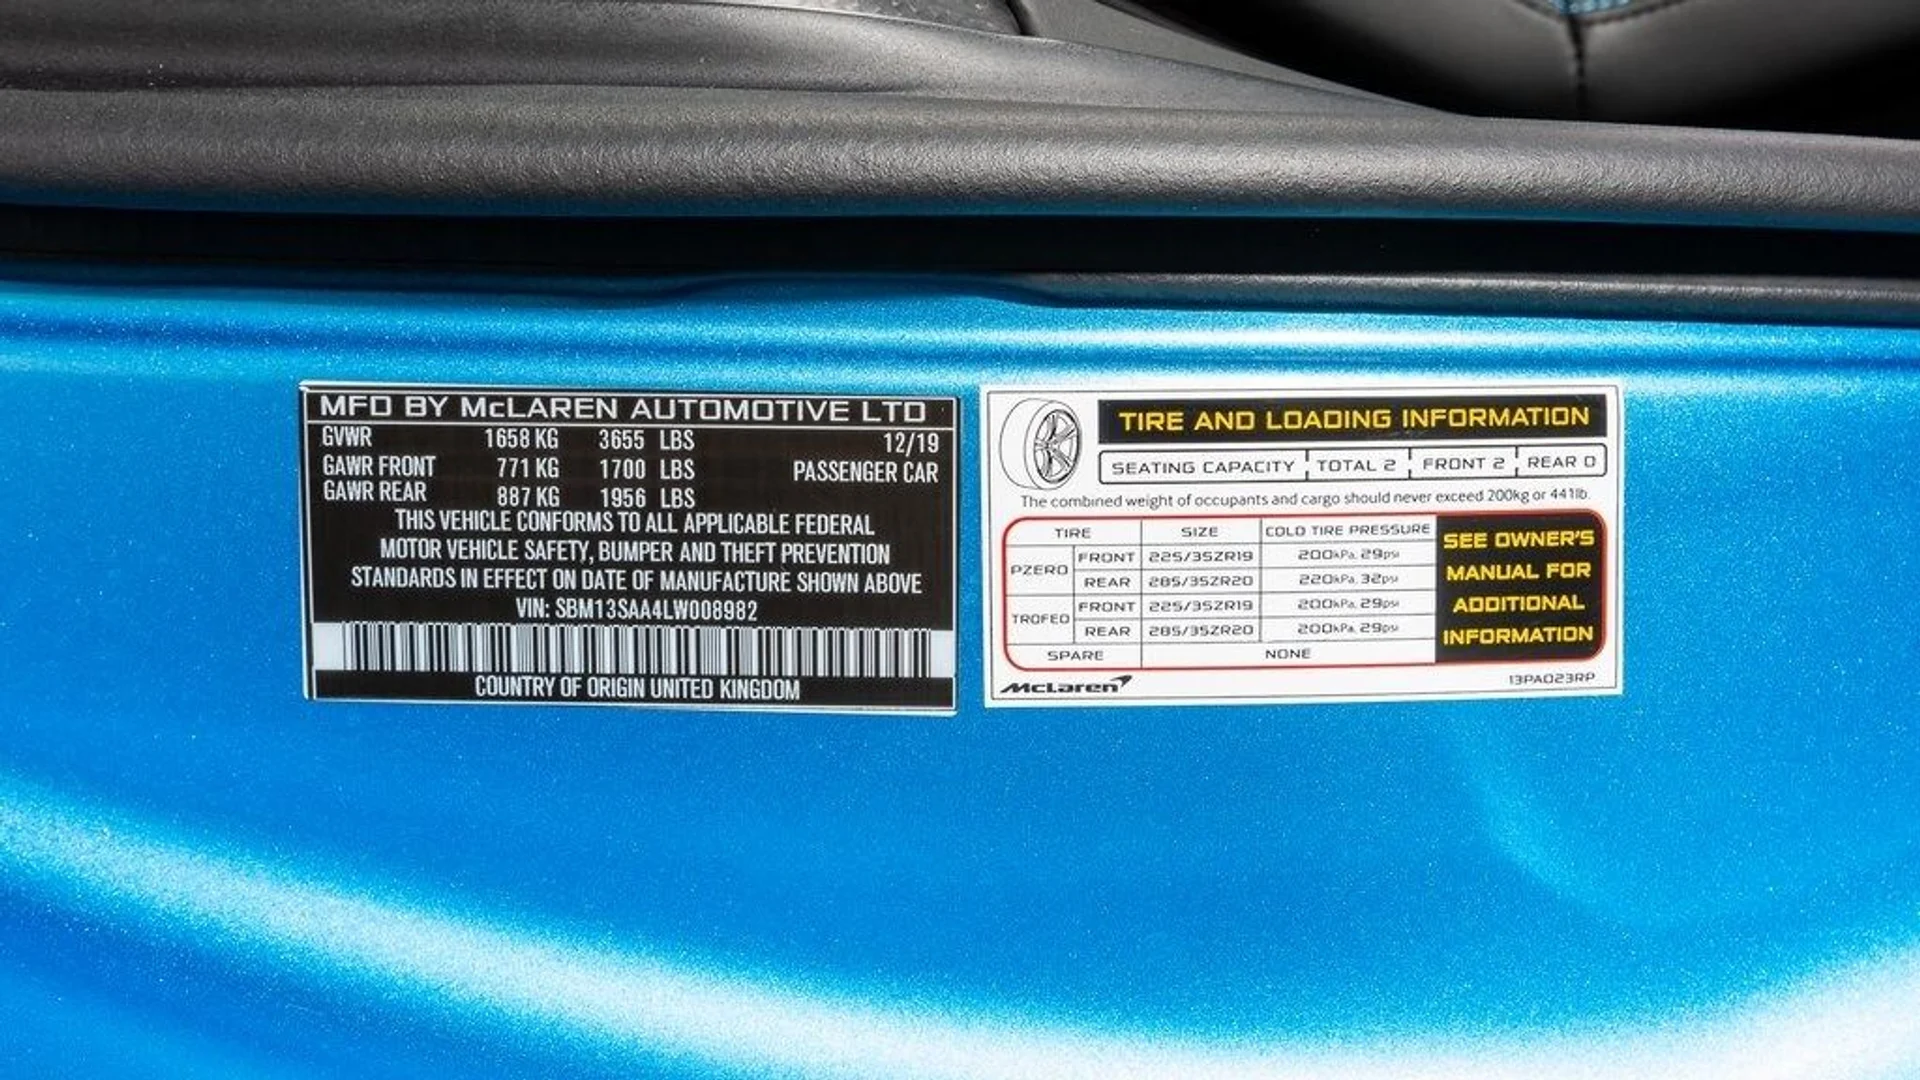 MFD BY McLAREN AUTOMOTIVE LTD
GVWR 1658 KG 3655 LBS 12/19
GAWR FRONT 771 KG 1700 LBS PASSENGER CAR
GAWR REAR 887 KG 1956 LBS
THIS VEHICLE CONFORMS TO ALL APPLICABLE FEDERAL
MOTOR VEHICLE SAFETY, BUMPER AND THEFT PREVENTION
STANDARDS IN EFFECT ON DATE OF MANUFACTURE SHOWN ABOVE
VIN: SBM13SAA4LW008982
COUNTRY OF ORIGIN UNITED KINGDOM
TIRE AND LOADING INFORMATION
SEATING CAPACITY TOTAL 2 FRONT 2 REAR 0
The combined weight of occupants and cargo should never exceed 200kg or 441lb.
TIRE SIZE COLD TIRE PRESSURE
PZERO FRONT 225/35ZR19 200kPa, 29psi
REAR 285/35ZR20 220kPa, 32psi
TROFEO FRONT 225/35ZR19 200kPa, 29psi
REAR 285/35ZR20 200kPa, 29psi
SPARE NONE
SEE OWNER'S
MANUAL FOR
ADDITIONAL
INFORMATION
McLaren 13PA023RP